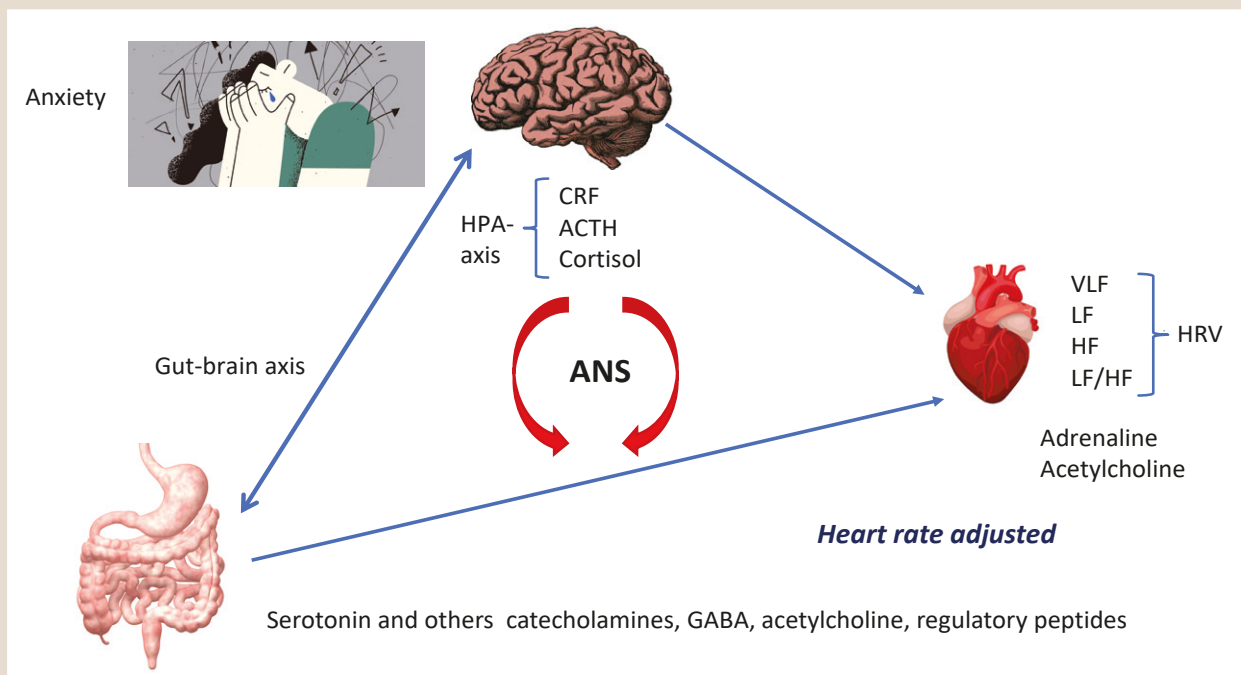 Anxiety
CRF
HPA-
ACTH
axis
Cortisol
VLF
LF
HRV
HF
LF/HF
Gut-brain axis
ANS
Adrenaline
Acetylcholine
Heart rate adjusted
Serotonin and others catecholamines, GABA, acetylcholine, regulatory peptides